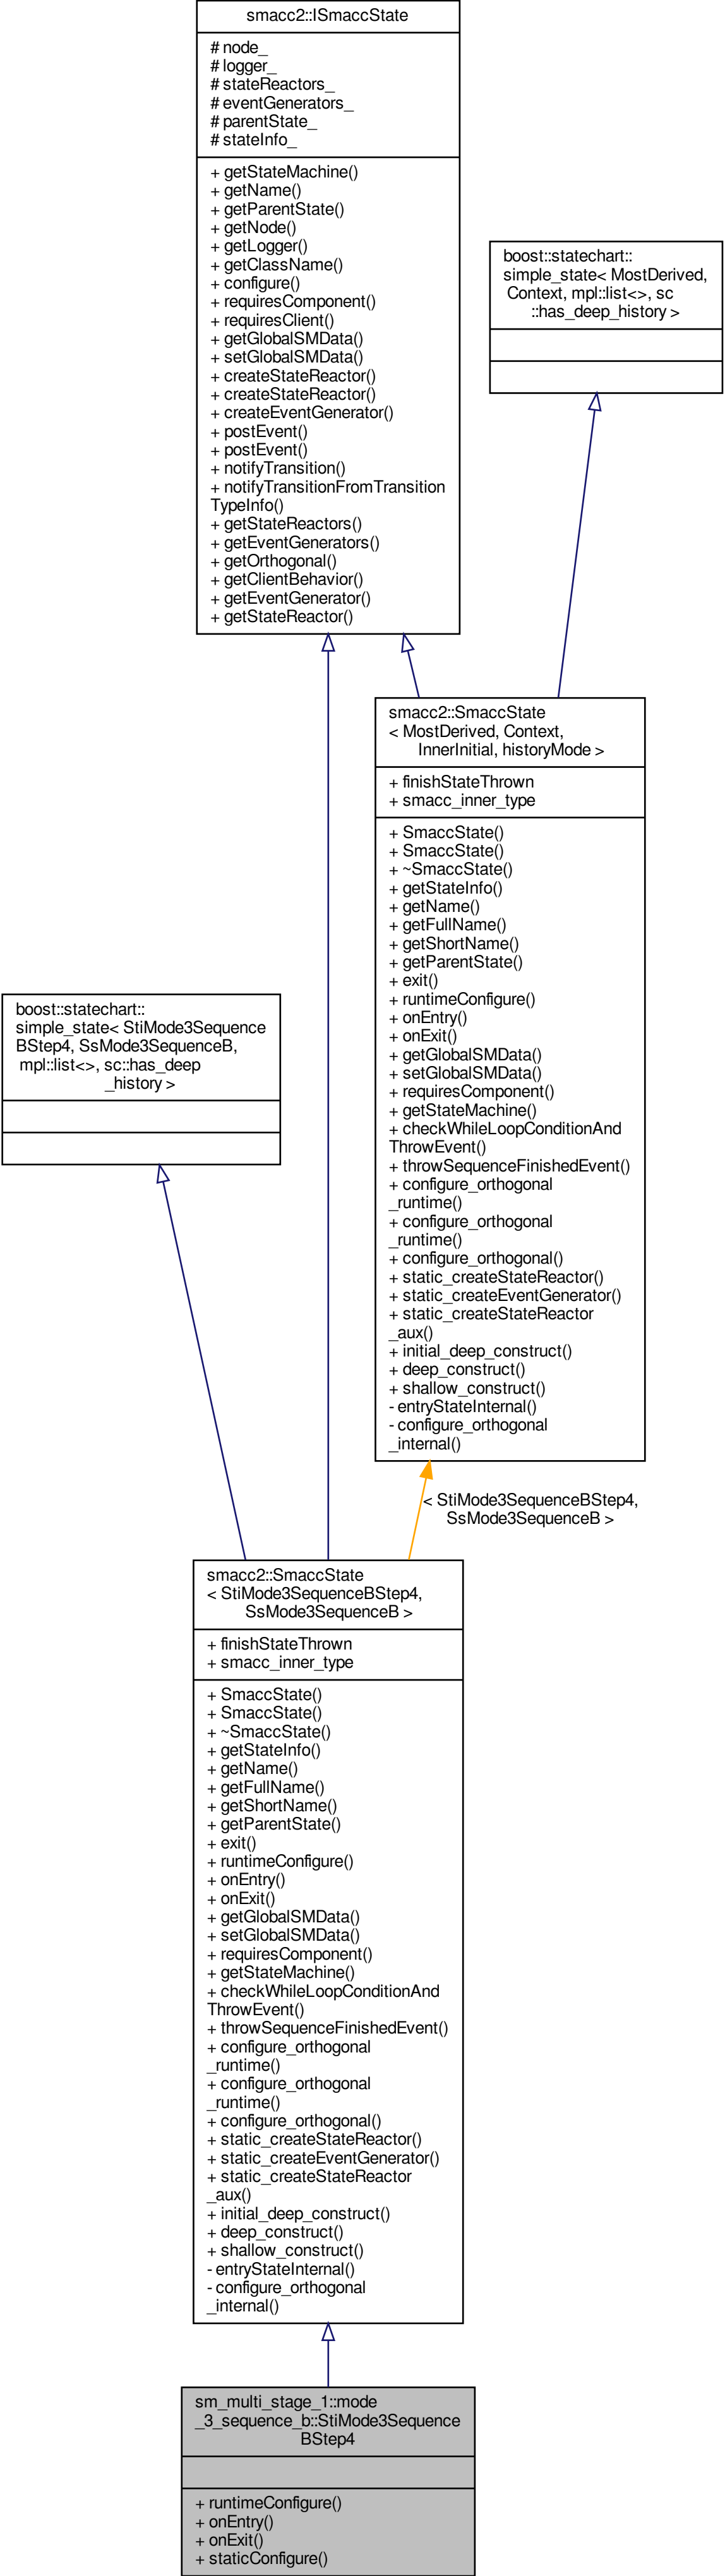 smacc2::ISmaccState
# node_
# logger_
# stateReactors_
# eventGenerators_
# parentState_
# stateInfo_
+ getStateMachine()
+ getName()
+ getParentState()
+ getNode()
+ getLogger()
+ getClassName()
+ configure()
+ requiresComponent()
+ requiresClient()
+ getGlobalSMData()
+ setGlobalSMData()
+ createStateReactor()
+ createStateReactor()
+ createEventGenerator()
+ postEvent()
+ postEvent()
+ notifyTransition()
+ notifyTransitionFromTransition
TypeInfo()
+ getStateReactors()
+ getEventGenerators()
+ getOrthogonal()
+ getClientBehavior()
+ getEventGenerator()
+ getStateReactor()
boost::statechart::
simple_state< MostDerived,
Context, mpl::list<>, sc
::has_deep_history >
smacc2::SmaccState
< MostDerived, Context,
InnerInitial, historyMode >
+ finishStateThrown
+ smacc_inner_type
+ SmaccState()
+ SmaccState()
+ ~SmaccState()
+ getStateInfo()
+ getName()
+ getFullName()
+ getShortName()
+ getParentState()
+ exit()
+ runtimeConfigure()
+ onEntry()
+ onExit()
+ getGlobalSMData()
+ setGlobalSMData()
+ requiresComponent()
+ getStateMachine()
+ checkWhileLoopConditionAnd
ThrowEvent()
+ throwSequenceFinishedEvent()
+ configure_orthogonal
_runtime()
+ configure_orthogonal
_runtime()
+ configure_orthogonal()
+ static_createStateReactor()
+ static_createEventGenerator()
+ static_createStateReactor
_aux()
+ initial_deep_construct()
+ deep_construct()
+ shallow_construct()
- entryStateInternal()
- configure_orthogonal
_internal()
boost::statechart::
simple_state< StiMode3Sequence
BStep4, SsMode3SequenceB,
mpl::list<>, sc::has_deep
_history >
< StiMode3SequenceBStep4,
SsMode3SequenceB >
smacc2::SmaccState
< StiMode3SequenceBStep4,
SsMode3SequenceB >
+ finishStateThrown
+ smacc_inner_type
+ SmaccState()
+ SmaccState()
+ ~SmaccState()
+ getStateInfo()
+ getName()
+ getFullName()
+ getShortName()
+ getParentState()
+ exit()
+ runtimeConfigure()
+ onEntry()
+ onExit()
+ getGlobalSMData()
+ setGlobalSMData()
+ requiresComponent()
+ getStateMachine()
+ checkWhileLoopConditionAnd
ThrowEvent()
+ throwSequenceFinishedEvent()
+ configure_orthogonal
_runtime()
+ configure_orthogonal
_runtime()
+ configure_orthogonal()
+ static_createStateReactor()
+ static_createEventGenerator()
+ static_createStateReactor
_aux()
+ initial_deep_construct()
+ deep_construct()
+ shallow_construct()
- entryStateInternal()
- configure_orthogonal
_internal()
sm_multi_stage_1::mode
_3_sequence_b::StiMode3Sequence
BStep4
+ runtimeConfigure()
+ onEntry()
+ onExit()
+ staticConfigure()